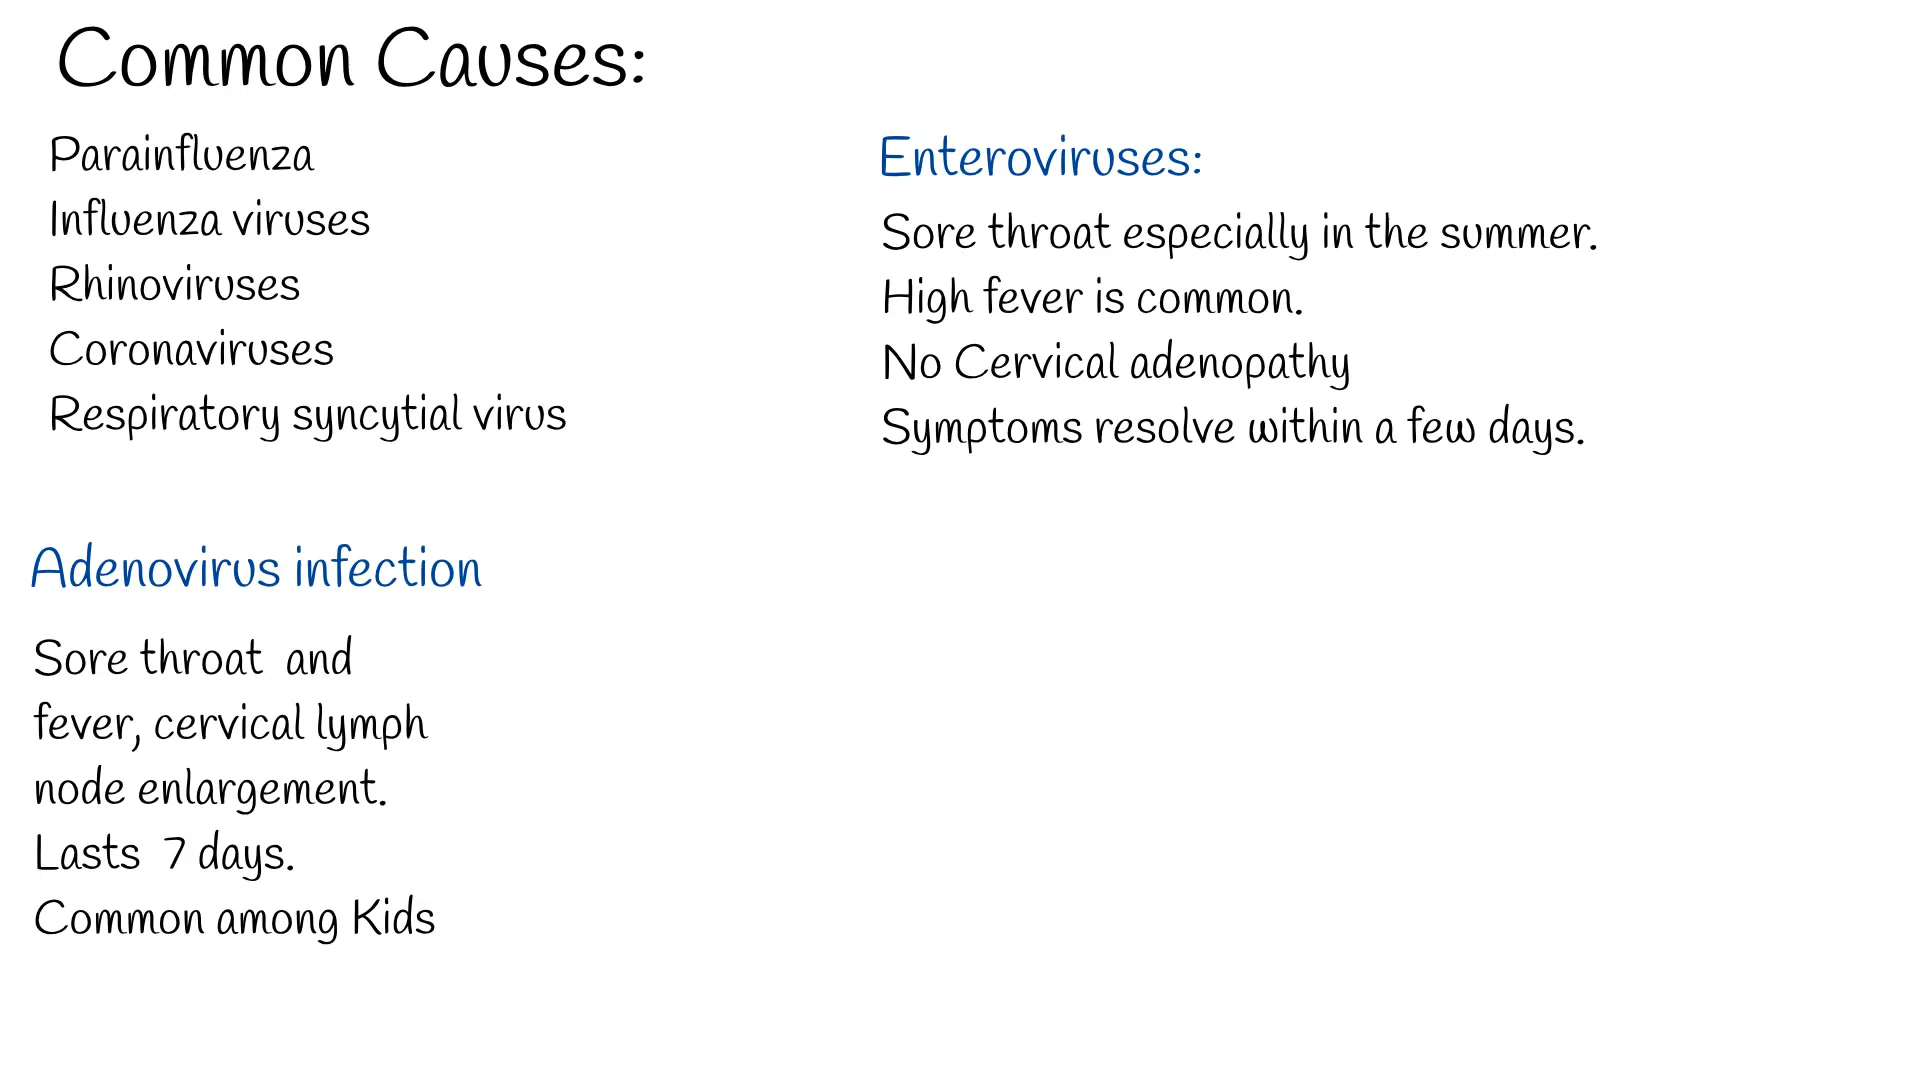 Common Causes:
Parainfluenza
Influenza viruses
Rhinoviruses
Coronaviruses
Respiratory syncytial virus
Adenovirus infection
Sore throat and
fever, cervical lymph
node enlargement.
Lasts 7 days.
Common among Kids
Enteroviruses:
Sore throat especially in the summer.
High fever is common.
No Cervical adenopathy
Symptoms resolve within a few days.